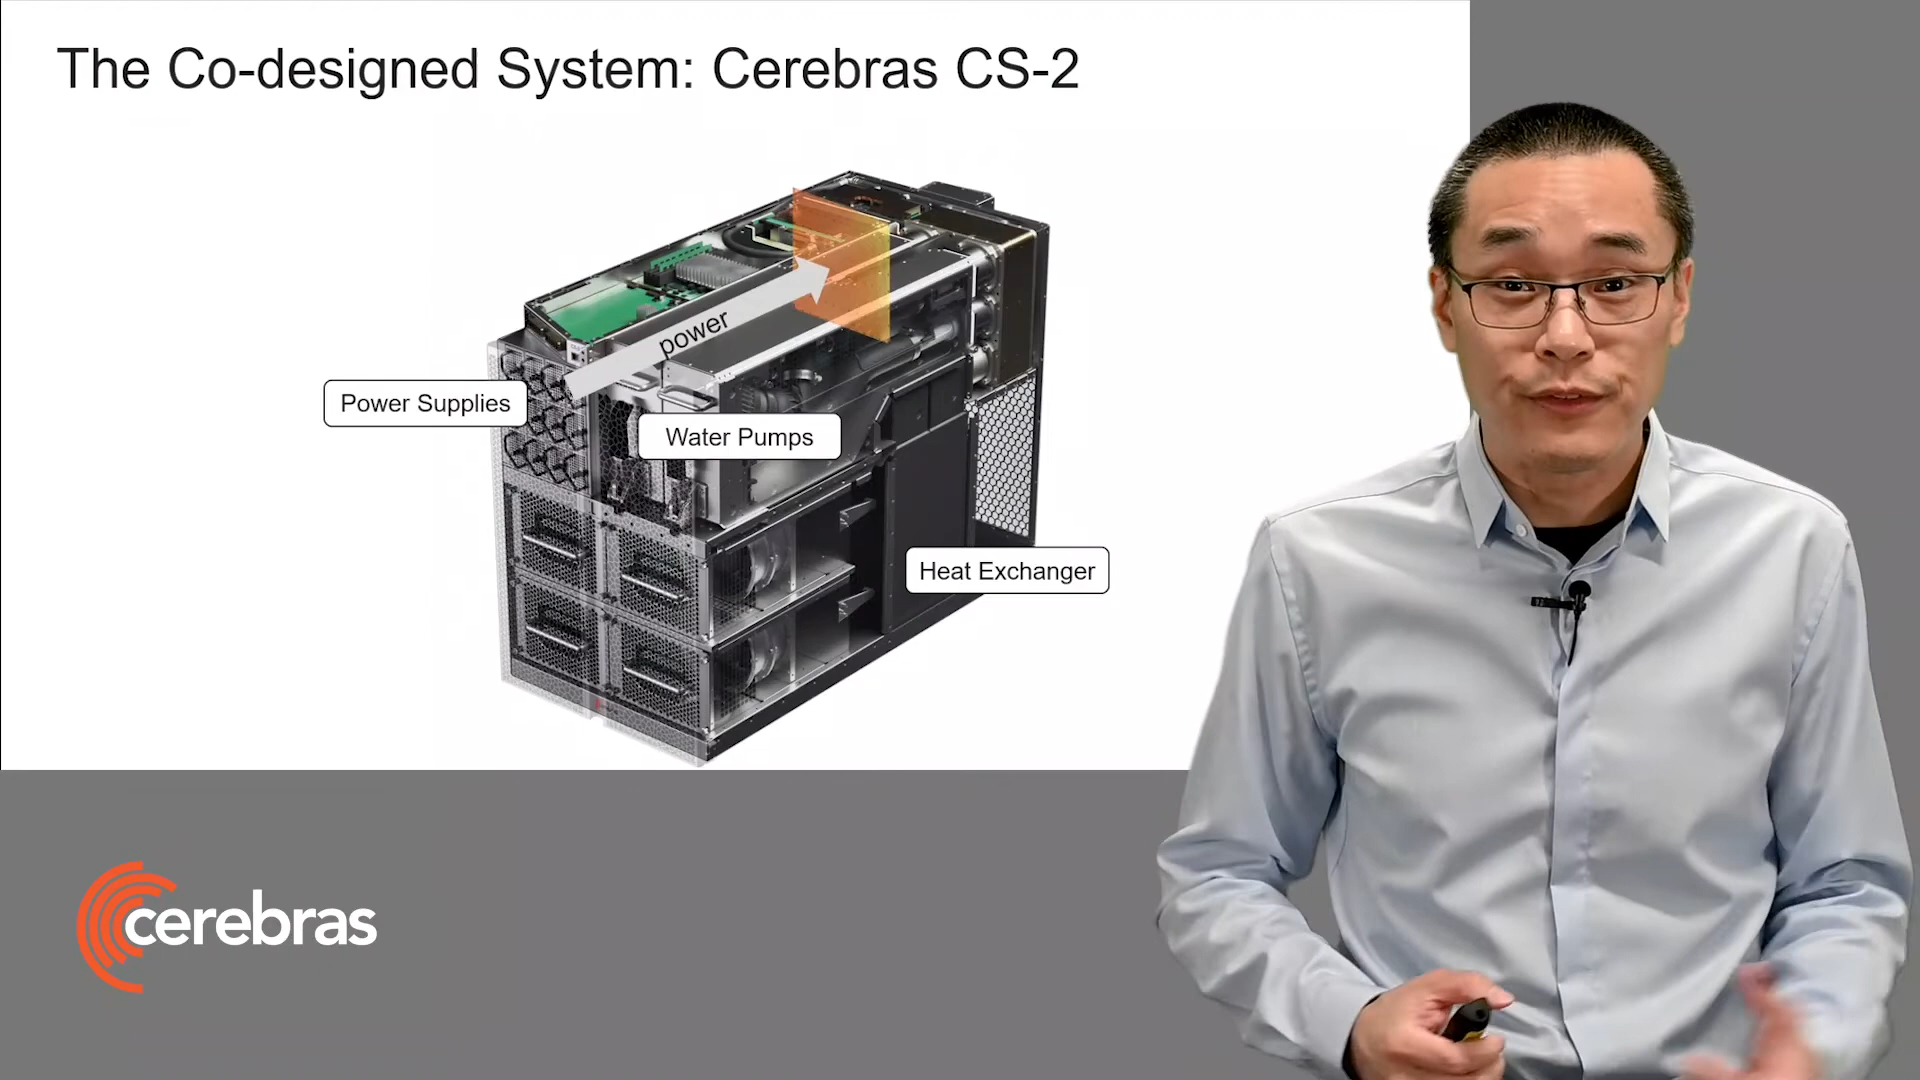 The Co-designed System: Cerebras CS-2
power
Power Supplies
Water Pumps
Heat Exchanger
cerebras